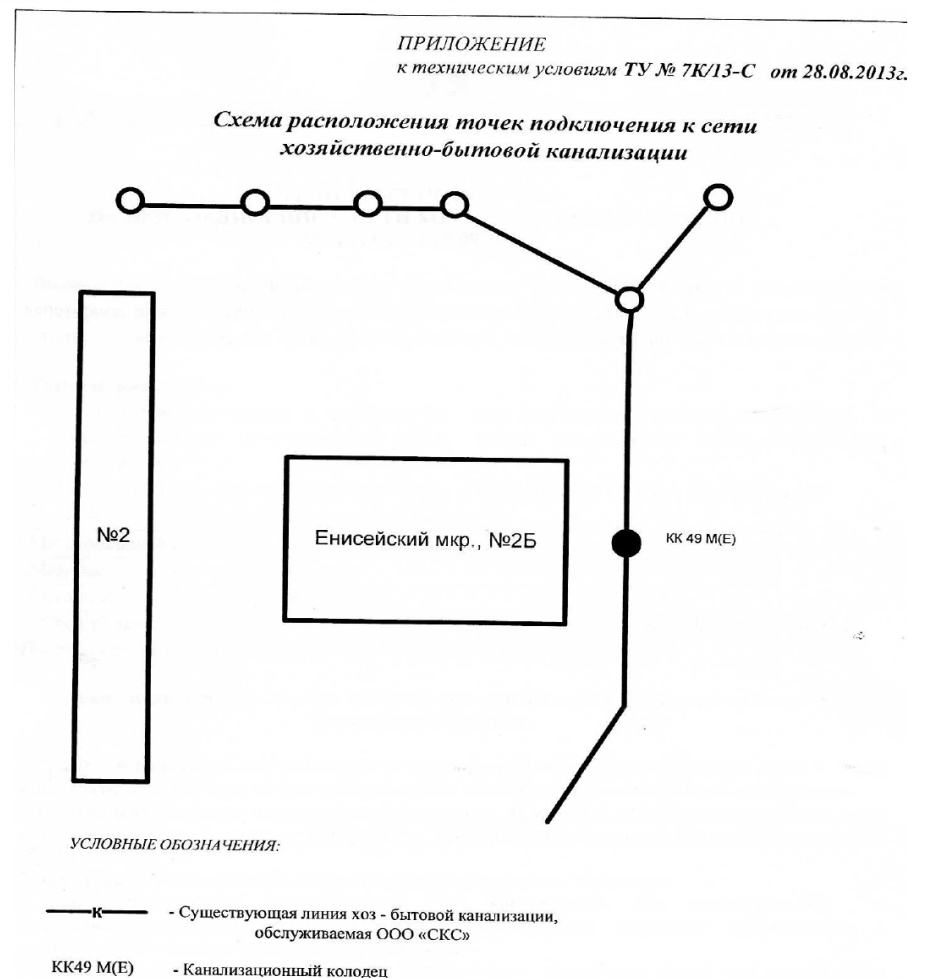 ПРИЛОЖЕНИЕ
к техническим условиям ТУ № 7К/13-С от 28.08.2013г.
Схема расположения точек подключения к сети
хозяйственно-бытовой канализации
№2
Енисейский мкр., №2Б
КК 49 М(Е)
УСЛОВНЫЕ ОБОЗНАЧЕНИЯ:
К - Существующая линия хоз - бытовой канализации,
обслуживаемая ООО «СКС»
КК49 М(Е) - Канализационный колодец